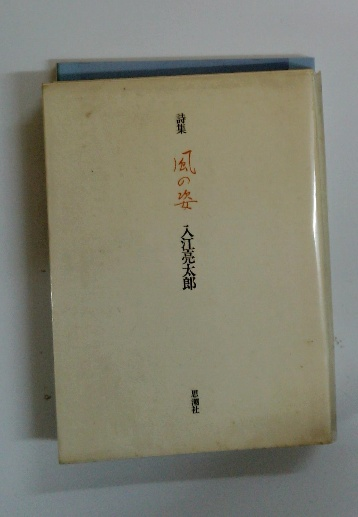 詩集
風の姿
入江亮太郎
思潮社